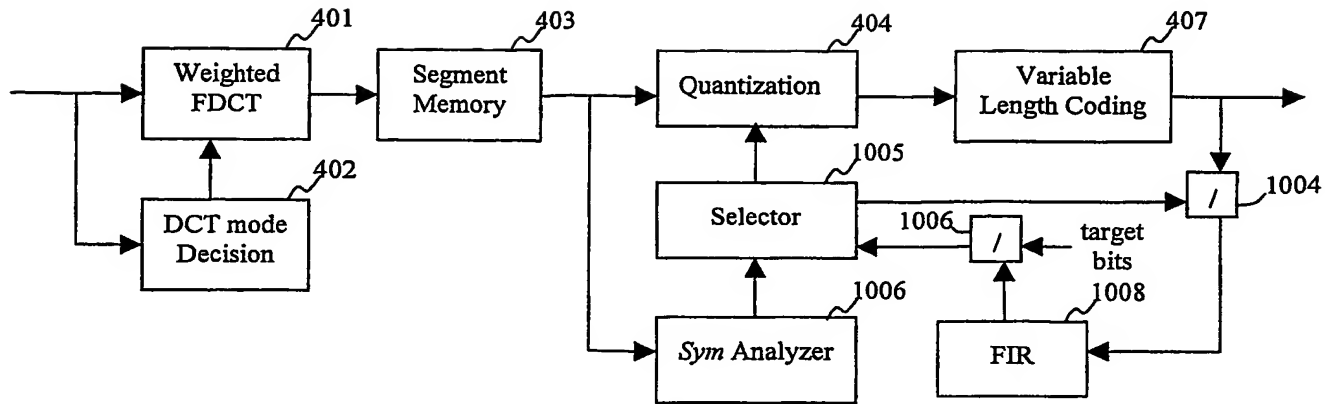 401
403
404
407
Weighted
FDCT
Segment
Memory
Quantization
Variable
Length Coding
402
1005
1004
DCT mode
Decision
Selector
/
1006
/
target
bits
1006
1008
Sym Analyzer
FIR